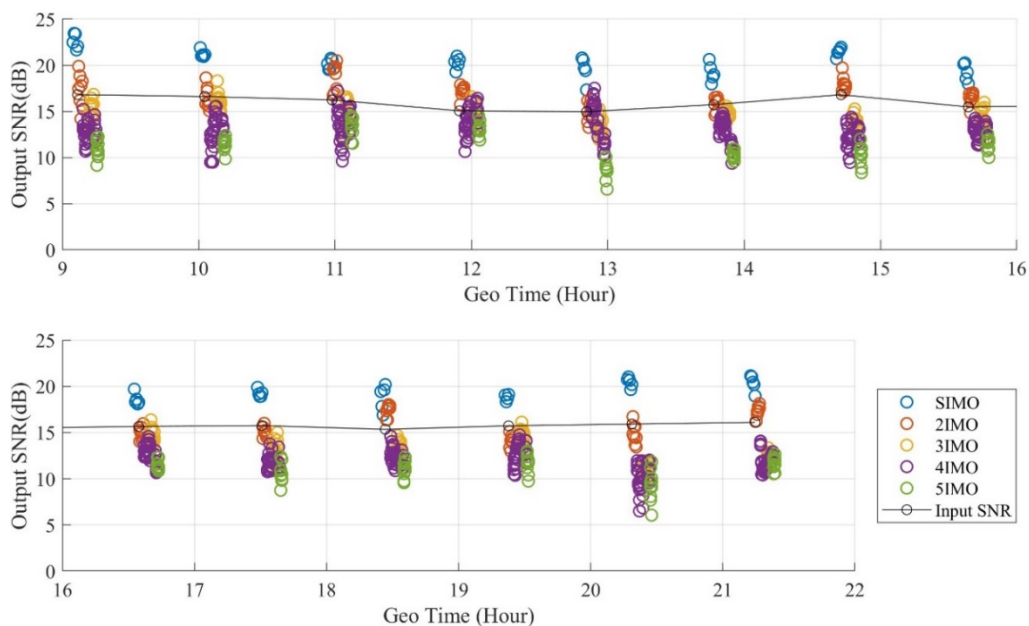 25
20
15
10
5
0
Output SNR(dB)
9 10 11 12 13 14 15 16
Geo Time (Hour)
25
20
15
10
5
0
Output SNR(dB)
16 17 18 19 20 21 22
Geo Time (Hour)
SIMO
2IMO
3IMO
4IMO
5IMO
Input SNR